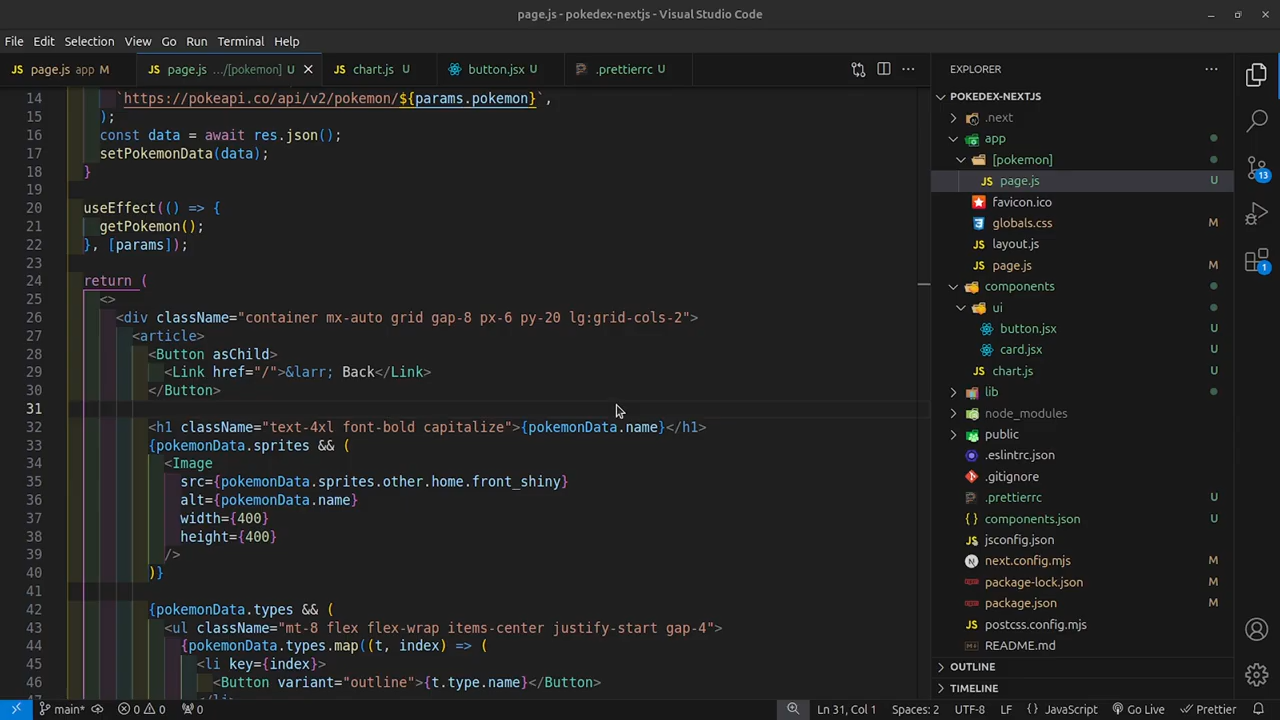 page.js - pokedex-nextjs - Visual Studio Code
File Edit Selection View Go Run Terminal Help
JS page.js app M
JS page.js .../[pokemon] U
JS chart.js U
button.jsx U
.prettierrc U
14 `https://pokeapi.co/api/v2/pokemon/${params.pokemon}`,
15 );
16 const data = await res.json();
17 setPokemonData(data);
18 }
19
20 useEffect(() => {
21 getPokemon();
22 }, [params]);
23
24 return (
25 <>
26 <div className="container mx-auto grid gap-8 px-6 py-20 lg:grid-cols-2">
27 <article>
28 <Button asChild>
29 <Link href="/">&larr; Back</Link>
30 </Button>
31
32 <h1 className="text-4xl font-bold capitalize">{pokemonData.name}</h1>
33 {pokemonData.sprites && (
34 <Image
35 src={pokemonData.sprites.other.home.front_shiny}
36 alt={pokemonData.name}
37 width={400}
38 height={400}
39 />
40 )}
41
42 {pokemonData.types && (
43 <ul className="mt-8 flex flex-wrap items-center justify-start gap-4">
44 {pokemonData.types.map((t, index) => (
45 <li key={index}>
46 <Button variant="outline">{t.type.name}</Button>
EXPLORER
POKEDEX-NEXTJS
.next
app
[pokemon]
JS page.js U
favicon.ico
globals.css M
JS layout.js
JS page.js M
components
ui
button.jsx U
card.jsx U
JS chart.js U
lib
node_modules
public
.eslintrc.json
.gitignore
.prettierrc U
components.json U
jsconfig.json
next.config.mjs M
package-lock.json M
package.json M
postcss.config.mjs
README.md
OUTLINE
TIMELINE
13
1
main* 0 0 0 Ln 31, Col 1 Spaces: 2 UTF-8 LF JavaScript Go Live Prettier